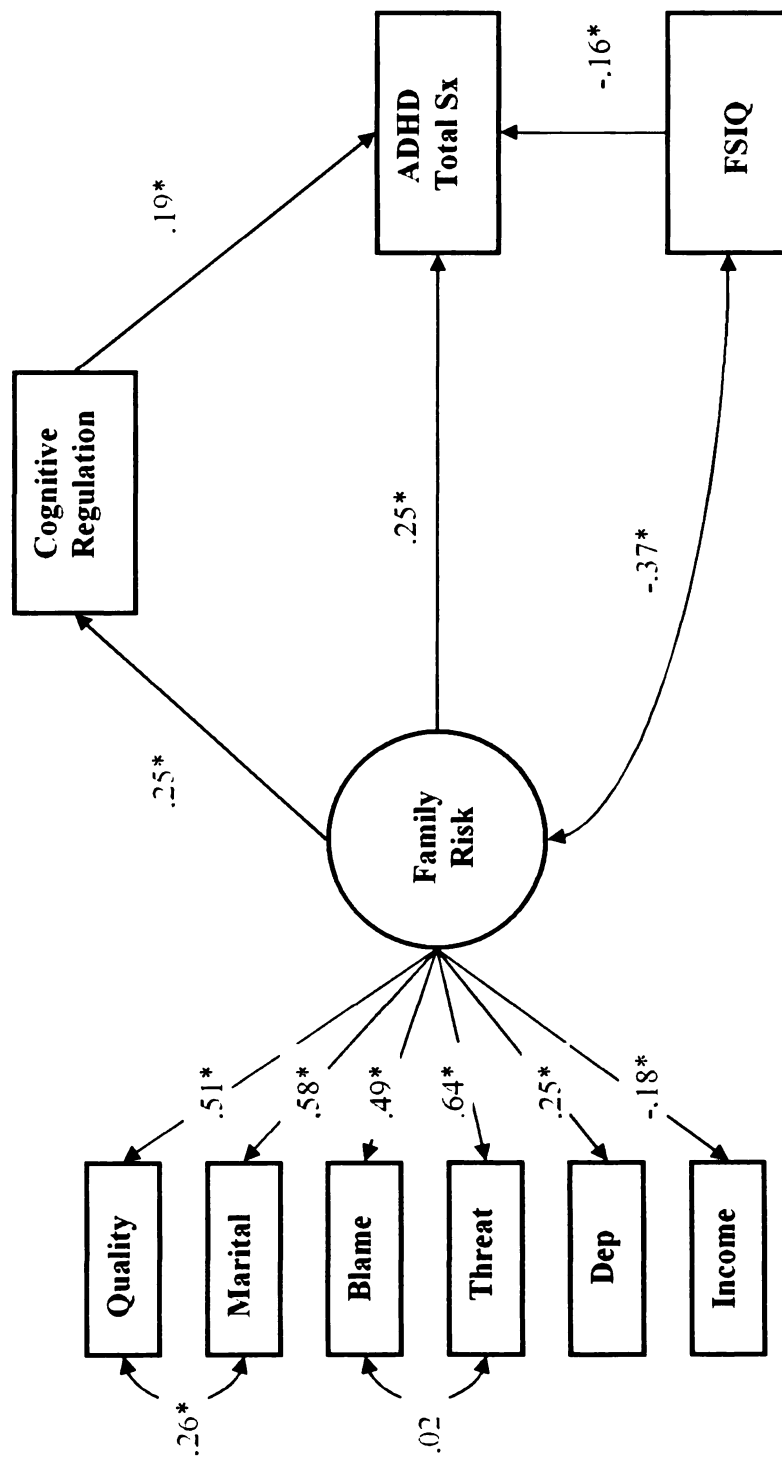 Quality
Marital
Blame
Threat
Dep
Income
.26*
.02
.51*
.58*
.49*
.64*
.25*
-.18*
Family
Risk
.25*
.25*
-.37*
Cognitive
Regulation
.19*
ADHD
Total Sx
-.16*
FSIQ